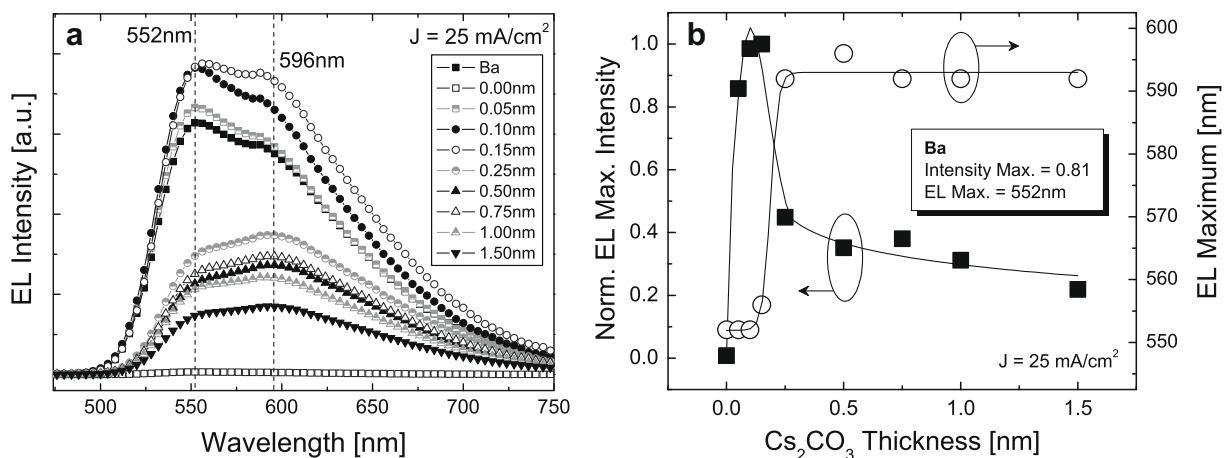 a
552nm
596nm
J = 25 mA/cm²
Ba
0.00nm
0.05nm
0.10nm
0.15nm
0.25nm
0.50nm
0.75nm
1.00nm
1.50nm
EL Intensity [a.u.]
500 550 600 650 700 750
Wavelength [nm]
b
Norm. EL Max. Intensity
1.0
0.8
0.6
0.4
0.2
0.0
600
590
580
570
560
550
EL Maximum [nm]
Ba
Intensity Max. = 0.81
EL Max. = 552nm
J = 25 mA/cm²
0.0 0.5 1.0 1.5
Cs₂CO₃ Thickness [nm]